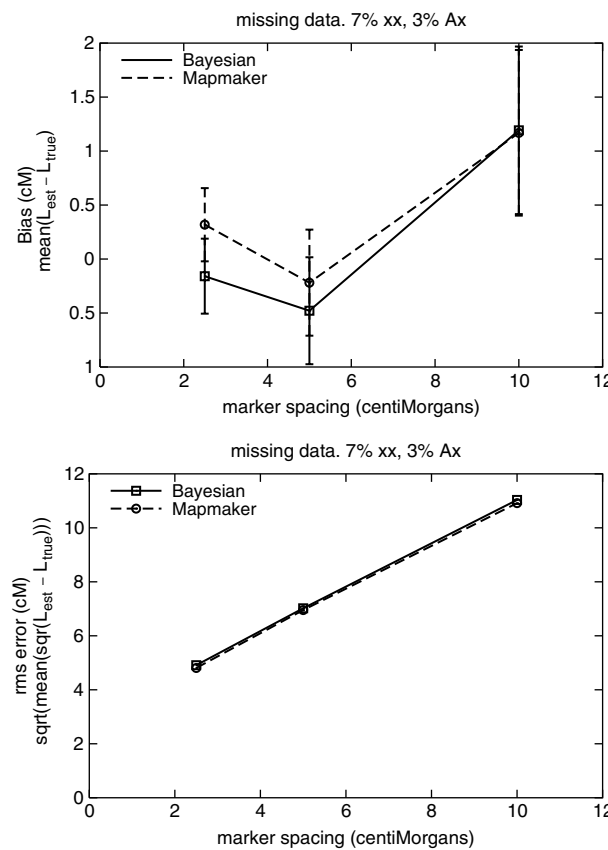 missing data. 7% xx, 3% Ax
Bayesian
Mapmaker
Bias (cM)
mean(L_est − L_true)
2
1.5
1
0.5
0
0.5
1
0 2 4 6 8 10 12
marker spacing (centiMorgans)
missing data. 7% xx, 3% Ax
Bayesian
Mapmaker
rms error (cM)
sqrt(mean(sqr(L_est − L_true)))
12
10
8
6
4
2
0
0 2 4 6 8 10 12
marker spacing (centiMorgans)